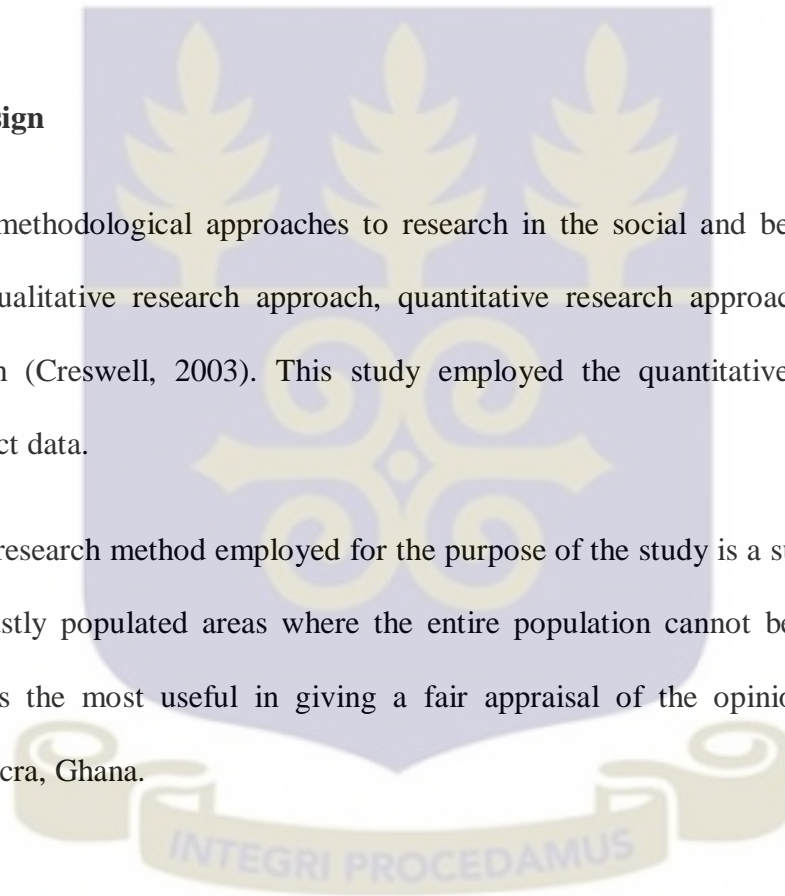 sign
methodological approaches to research in the social and be
ualitative research approach, quantitative research approac
n (Creswell, 2003). This study employed the quantitative
ct data.
research method employed for the purpose of the study is a su
stly populated areas where the entire population cannot be
s the most useful in giving a fair appraisal of the opinio
cra, Ghana.
INTEGRI PROCEDAMUS